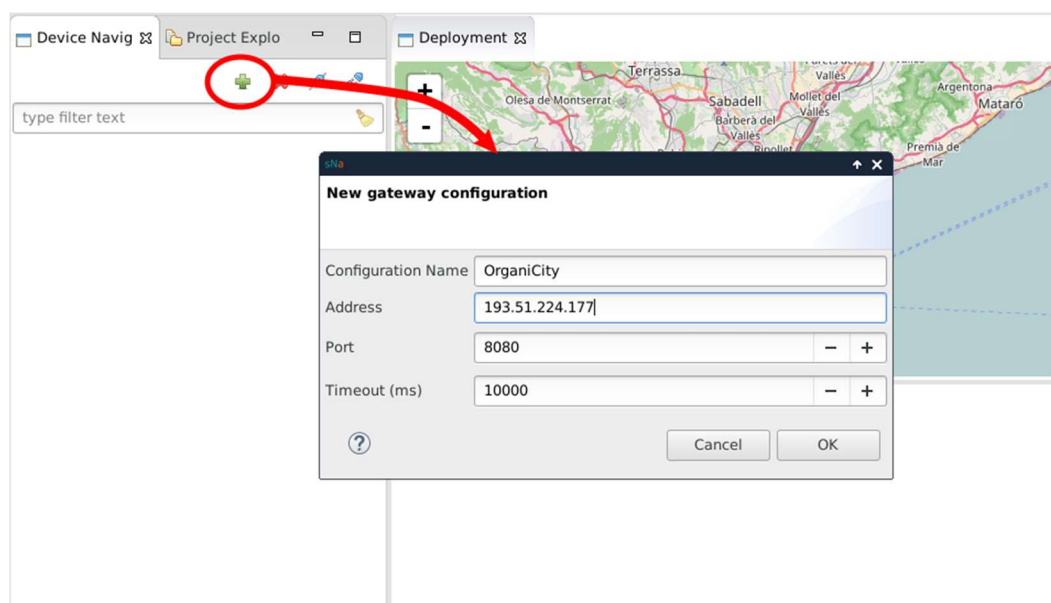 Device Navig
Project Explo
Deployment
type filter text
+
-
Terrassa
Olesa de Montserrat
Sabadell
Barberà del
Vallès
Mollet del
Vallès
Vallès
Argentona
Mataró
Premià de
Mar
sNa
New gateway configuration
Configuration Name OrganiCity
Address 193.51.224.177
Port 8080 − +
Timeout (ms) 10000 − +
?
Cancel OK